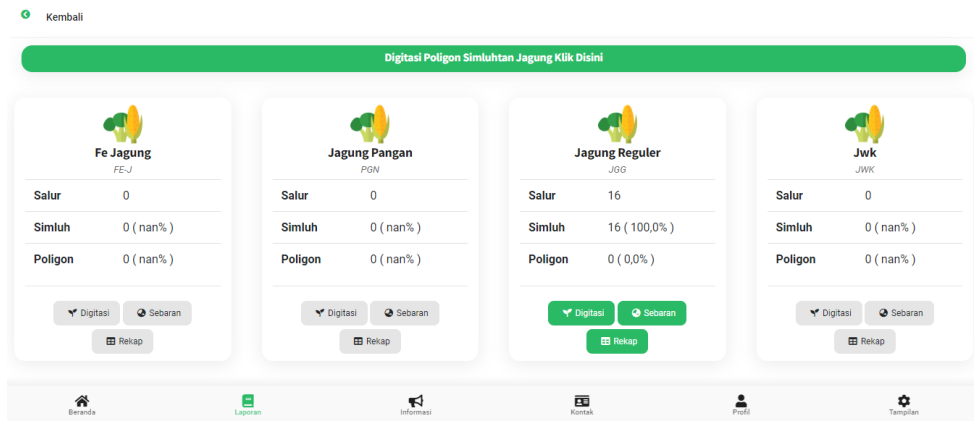 Kembali
Digitasi Poligon Simluhtan Jagung Klik Disini
Fe Jagung
FE-J
Salur 0
Simluh 0 ( nan% )
Poligon 0 ( nan% )
Digitasi Sebaran
Rekap
Jagung Pangan
PGN
Salur 0
Simluh 0 ( nan% )
Poligon 0 ( nan% )
Digitasi Sebaran
Rekap
Jagung Reguler
JGG
Salur 16
Simluh 16 ( 100,0% )
Poligon 0 ( 0,0% )
Digitasi Sebaran
Rekap
Jwk
JWK
Salur 0
Simluh 0 ( nan% )
Poligon 0 ( nan% )
Digitasi Sebaran
Rekap
Beranda Laporan Informasi Kontak Profil Tampilan